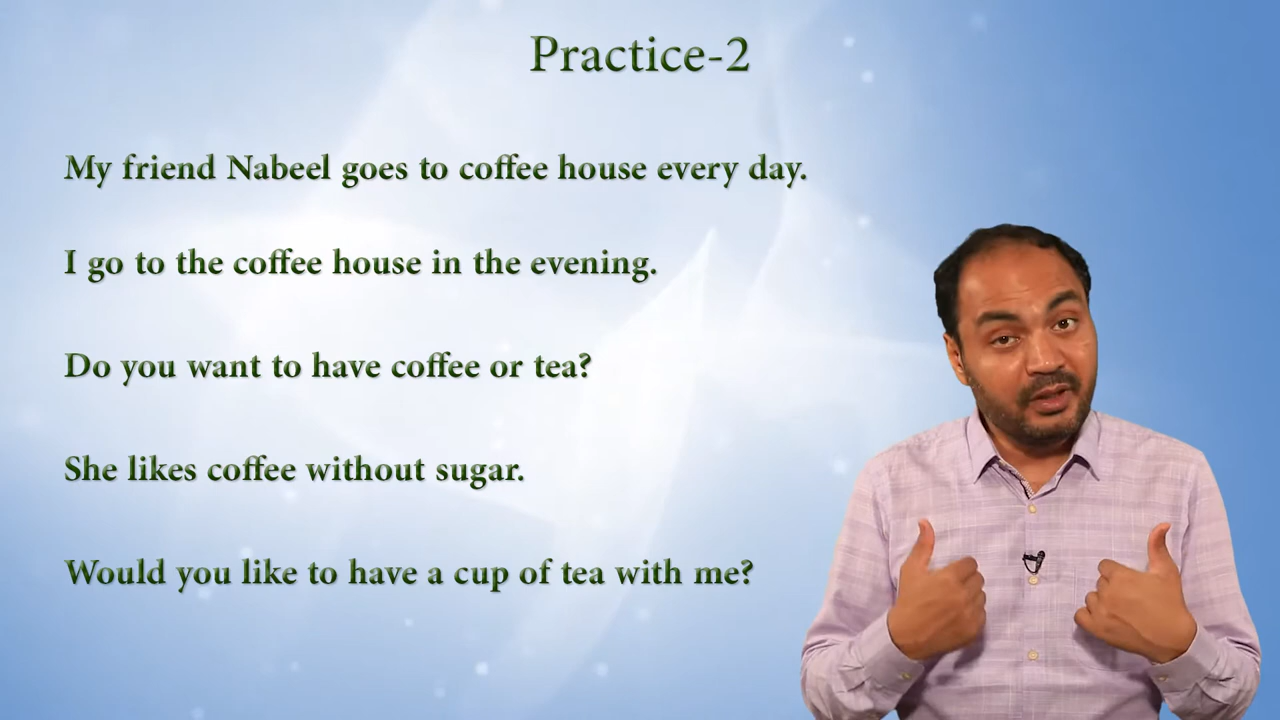 Practice-2
My friend Nabeel goes to coffee house every day.
I go to the coffee house in the evening.
Do you want to have coffee or tea?
She likes coffee without sugar.
Would you like to have a cup of tea with me?